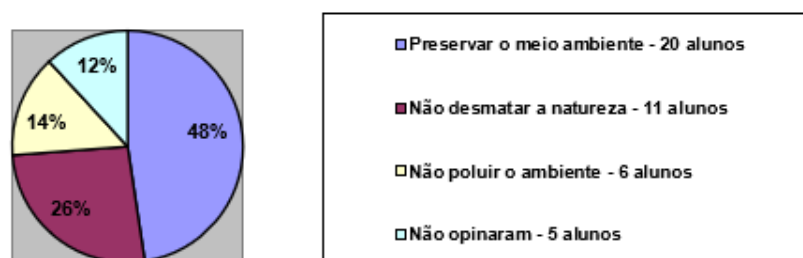 12%
14%
48%
26%
Preservar o meio ambiente - 20 alunos
Não desmatar a natureza - 11 alunos
Não poluir o ambiente - 6 alunos
Não opinaram - 5 alunos